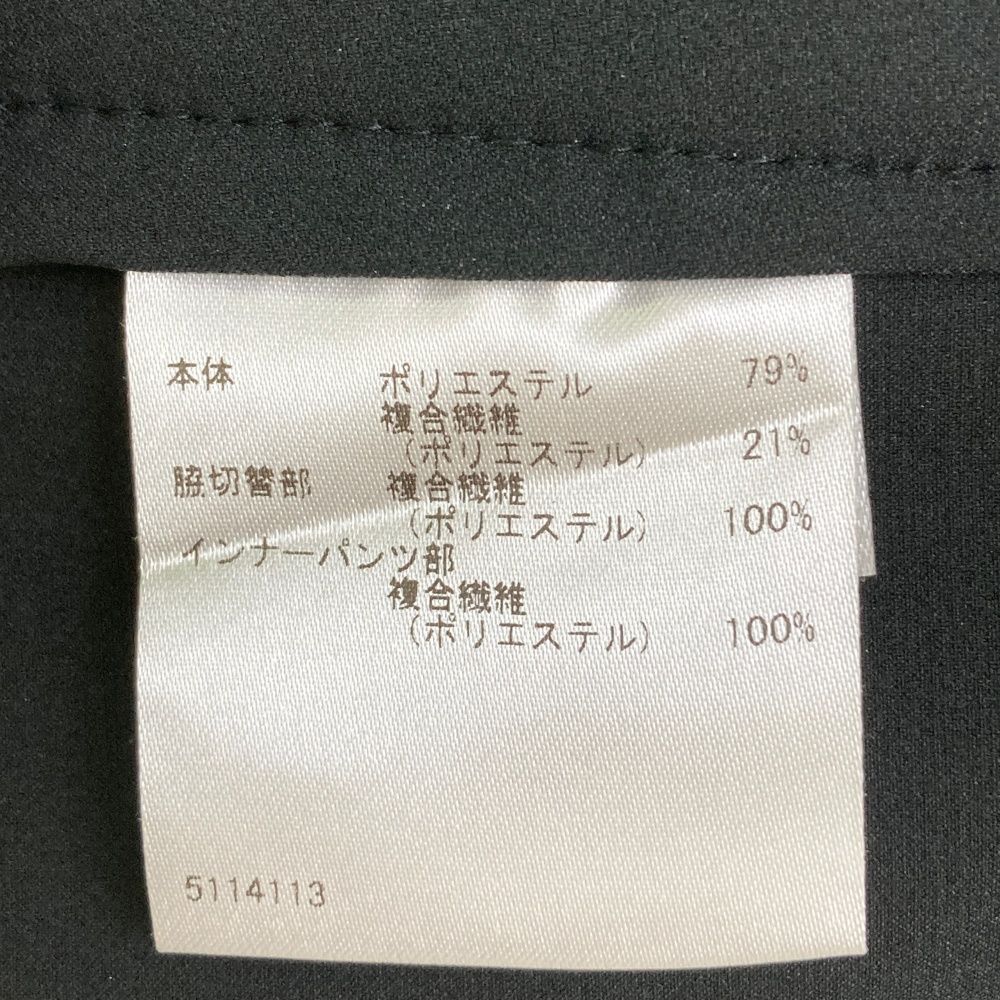 本体 ポリエステル 79%
複合繊維
(ポリエステル) 21%
脇切替部 複合繊維
(ポリエステル) 100%
インナーパンツ部
複合繊維
(ポリエステル) 100%
5114113